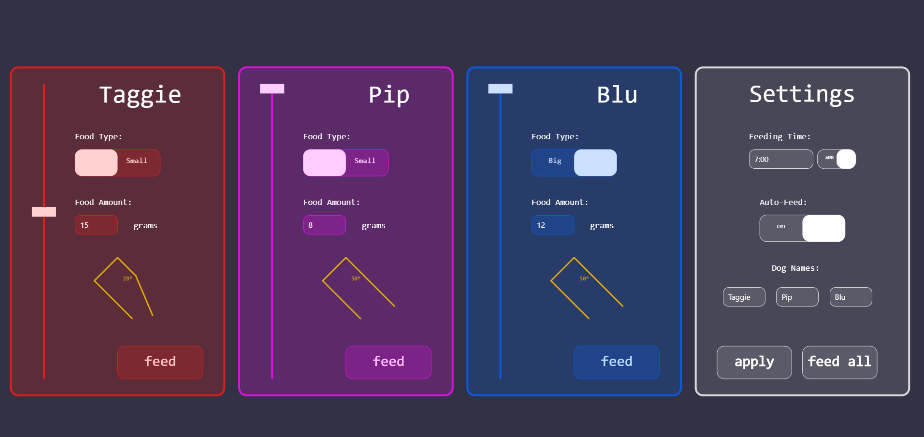 Taggie
Food Type:
Small
Food Amount:
15 grams
20°
feed
Pip
Food Type:
Small
Food Amount:
8 grams
50°
feed
Blu
Food Type:
Big
Food Amount:
12 grams
50°
feed
Settings
Feeding Time:
7:00 am
Auto-Feed:
on
Dog Names:
Taggie Pip Blu
apply feed all